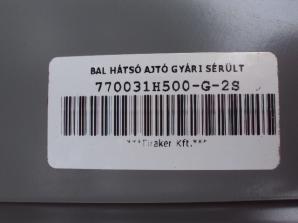 BAL HÁTSÓ AJTÓ GYÁRI SÉRÜLT
770031H500-G-2S
***Tiraker Kft.***